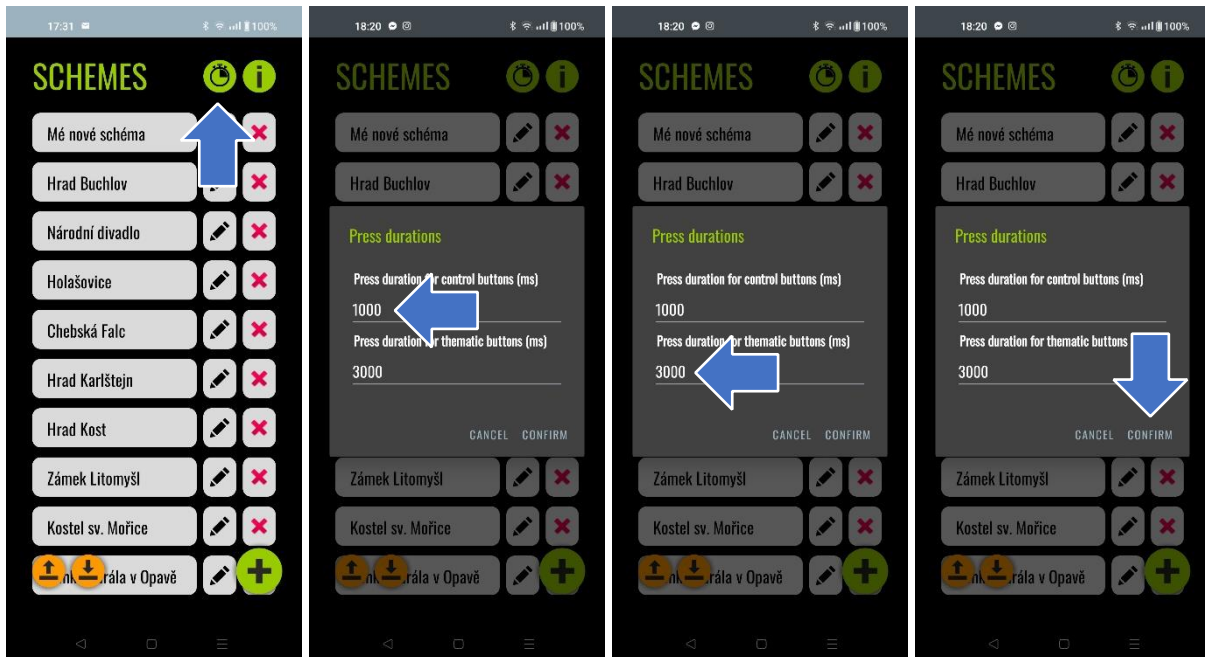 17:31 100%
SCHEMES
Mé nové schéma
Hrad Buchlov
Národní divadlo
Holašovice
Chebská Falc
Hrad Karlštejn
Hrad Kost
Zámek Litomyšl
Kostel sv. Mořice
rála v Opavě
18:20 100%
SCHEMES
Mé nové schéma
Hrad Buchlov
Press durations
Press duration for control buttons (ms)
1000
Press duration for thematic buttons (ms)
3000
CANCEL CONFIRM
Zámek Litomyšl
Kostel sv. Mořice
rála v Opavě
18:20 100%
SCHEMES
Mé nové schéma
Hrad Buchlov
Press durations
Press duration for control buttons (ms)
1000
Press duration for thematic buttons (ms)
3000
CANCEL CONFIRM
Zámek Litomyšl
Kostel sv. Mořice
rála v Opavě
18:20 100%
SCHEMES
Mé nové schéma
Hrad Buchlov
Press durations
Press duration for control buttons (ms)
1000
Press duration for thematic buttons
3000
CANCEL CONFIRM
Zámek Litomyšl
Kostel sv. Mořice
rála v Opavě